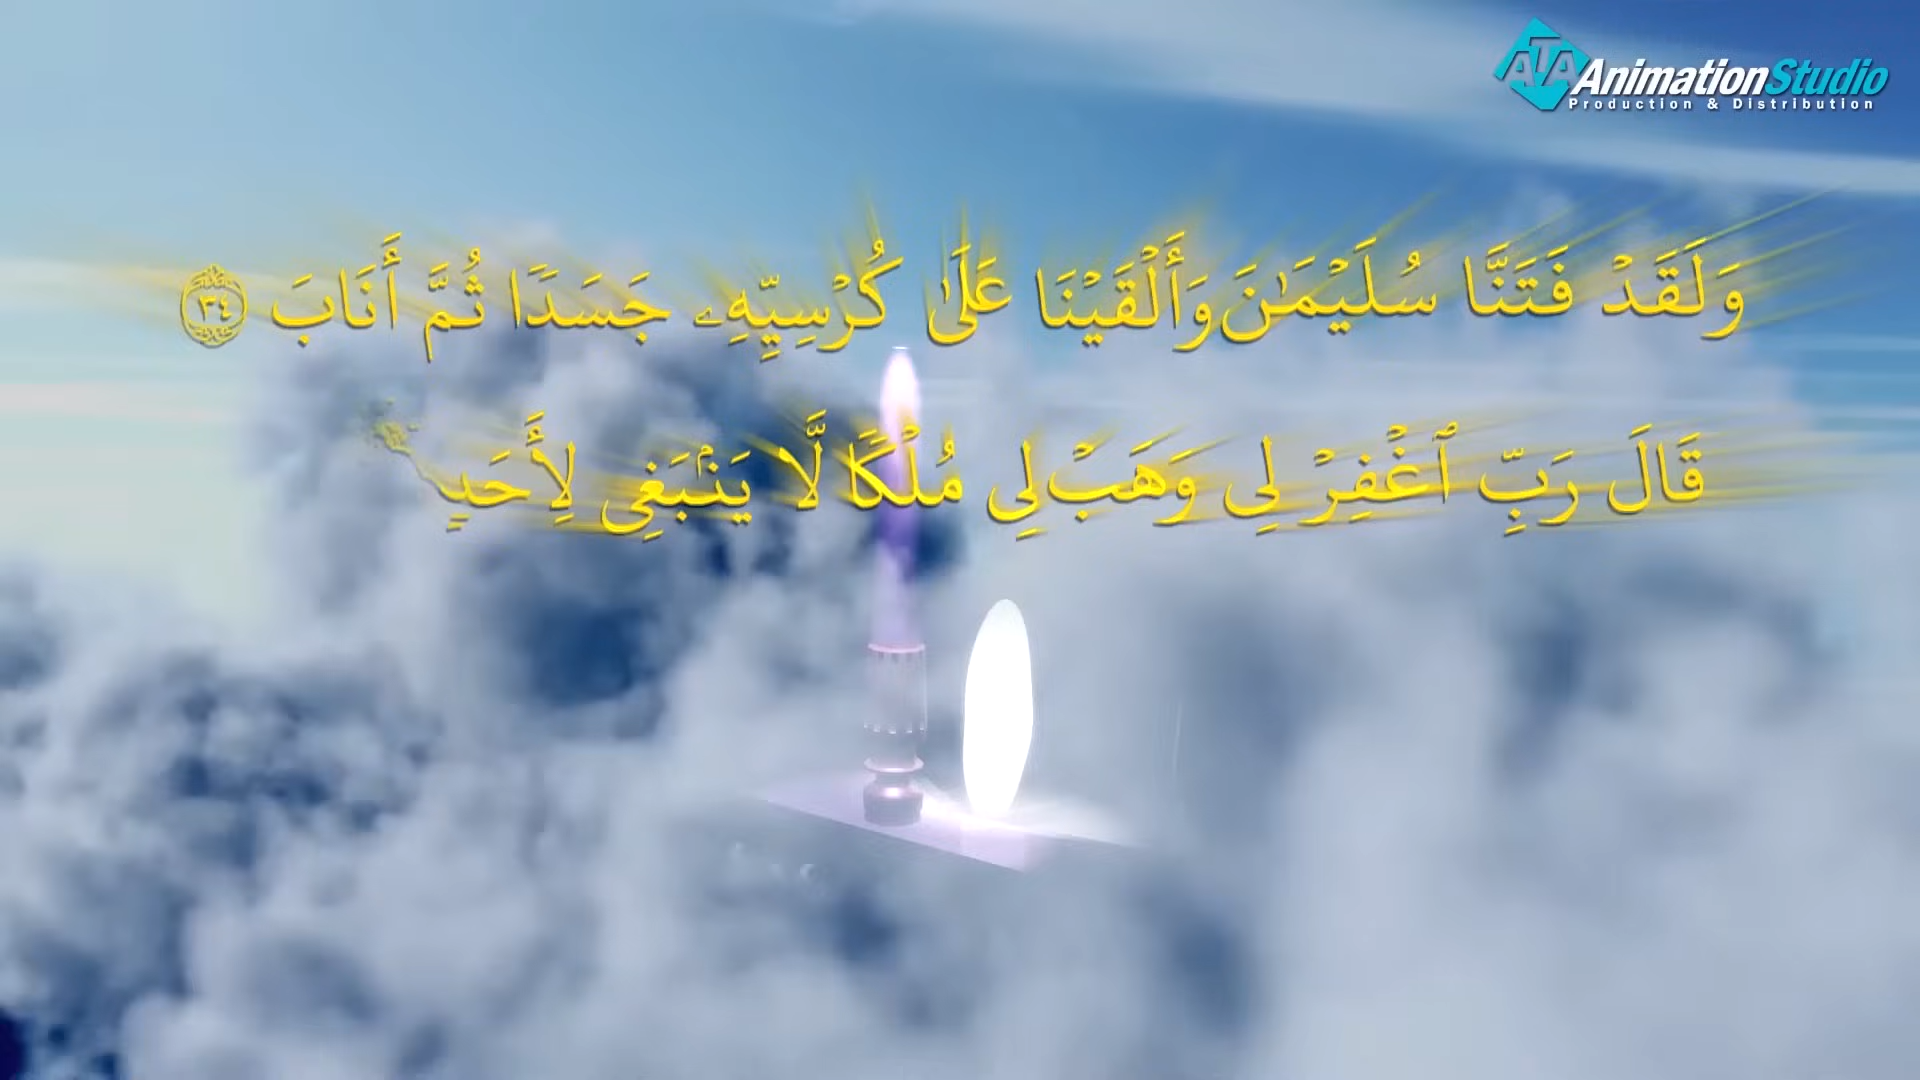 ATA AnimationStudio
Production & Distribution
وَلَقَدْ فَتَنَّا سُلَيْمَٰنَ وَأَلْقَيْنَا عَلَىٰ كُرْسِيِّهِۦ جَسَدًا ثُمَّ أَنَابَ ٣٤
قَالَ رَبِّ ٱغْفِرْ لِى وَهَبْ لِى مُلْكًا لَّا يَنۢبَغِى لِأَحَدٍ